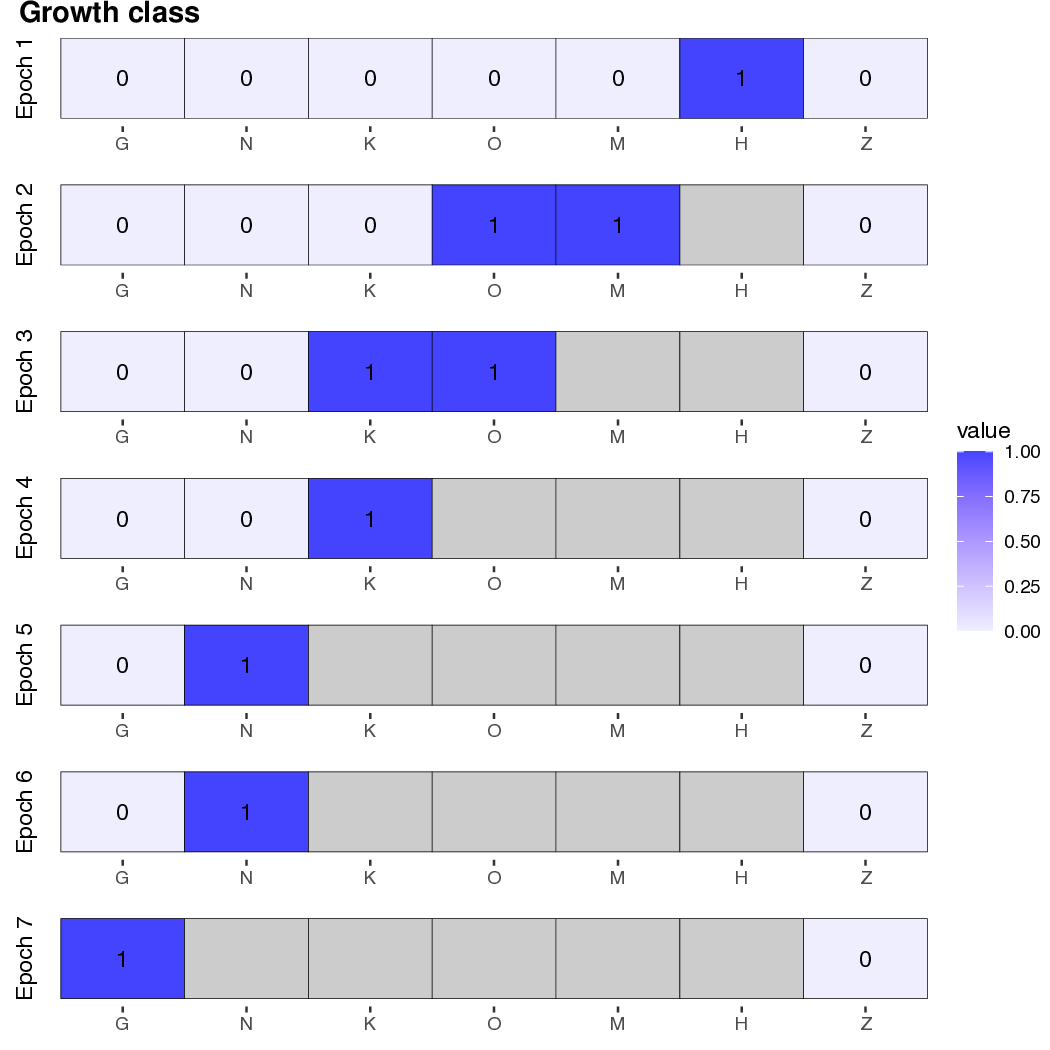 Growth class
Epoch 1
0 0 0 0 0 1 0
G N K O M H Z
Epoch 2
0 0 0 1 1 0
G N K O M H Z
Epoch 3
0 0 1 1 0
G N K O M H Z
Epoch 4
0 0 1 0
G N K O M H Z
Epoch 5
0 1 0
G N K O M H Z
Epoch 6
0 1 0
G N K O M H Z
Epoch 7
1 0
G N K O M H Z
value
1.00
0.75
0.50
0.25
0.00